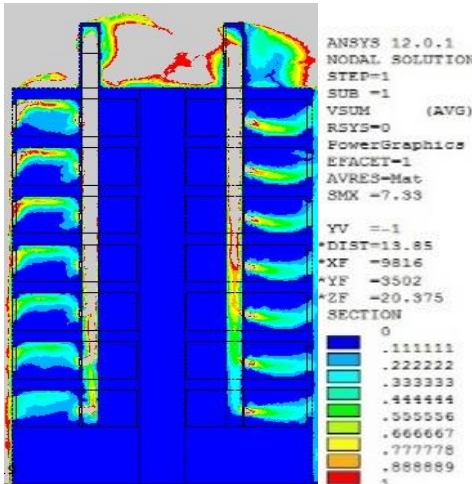 ANSYS 12.0.1
NODAL SOLUTION
STEP=1
SUB =1
VSUM (AVG)
RSYS=0
PowerGraphics
EFACET=1
AVRES=Mat
SMX =7.33
YV =-1
*DIST=13.85
*XF =9816
*YF =3502
*ZF =20.375
SECTION
0
.111111
.222222
.333333
.444444
.555556
.666667
.777778
.888889
1